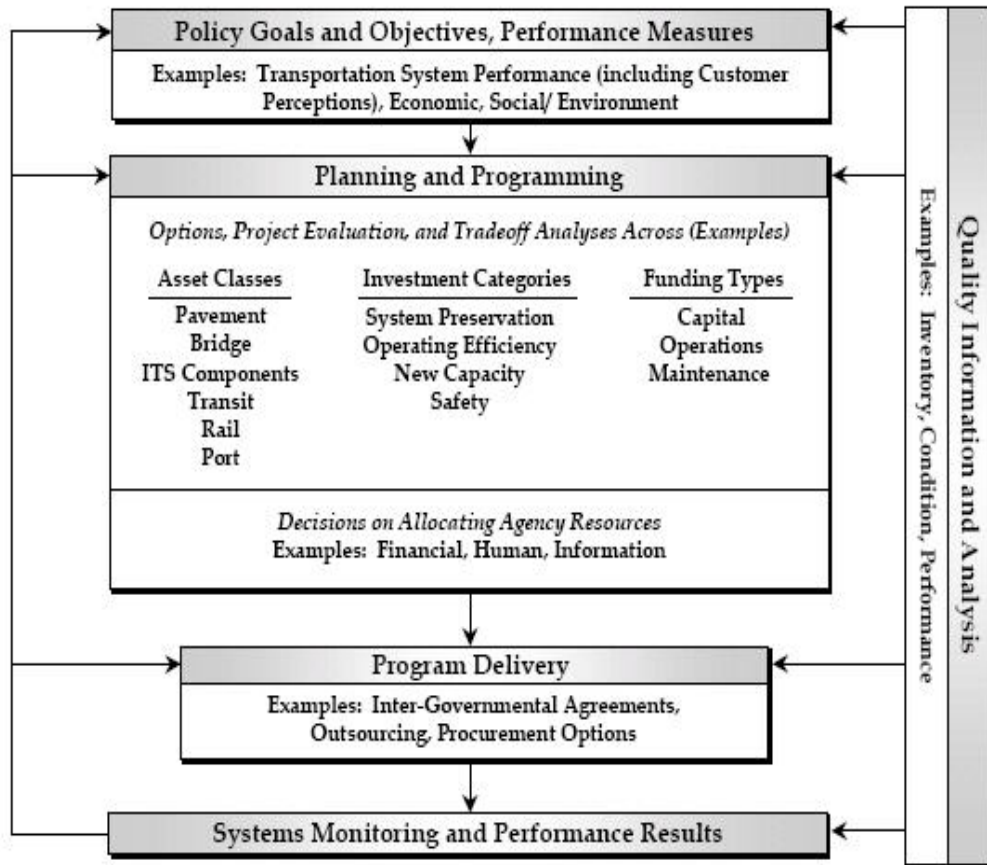 Policy Goals and Objectives, Performance Measures
Examples: Transportation System Performance (including Customer
Perceptions), Economic, Social/ Environment
Planning and Programming
Options, Project Evaluation, and Tradeoff Analyses Across (Examples)
Asset Classes
Pavement
Bridge
ITS Components
Transit
Rail
Port
Investment Categories
System Preservation
Operating Efficiency
New Capacity
Safety
Funding Types
Capital
Operations
Maintenance
Decisions on Allocating Agency Resources
Examples: Financial, Human, Information
Program Delivery
Examples: Inter-Governmental Agreements,
Outsourcing, Procurement Options
Systems Monitoring and Performance Results
Quality Information and Analysis
Examples: Inventory, Condition, Performance